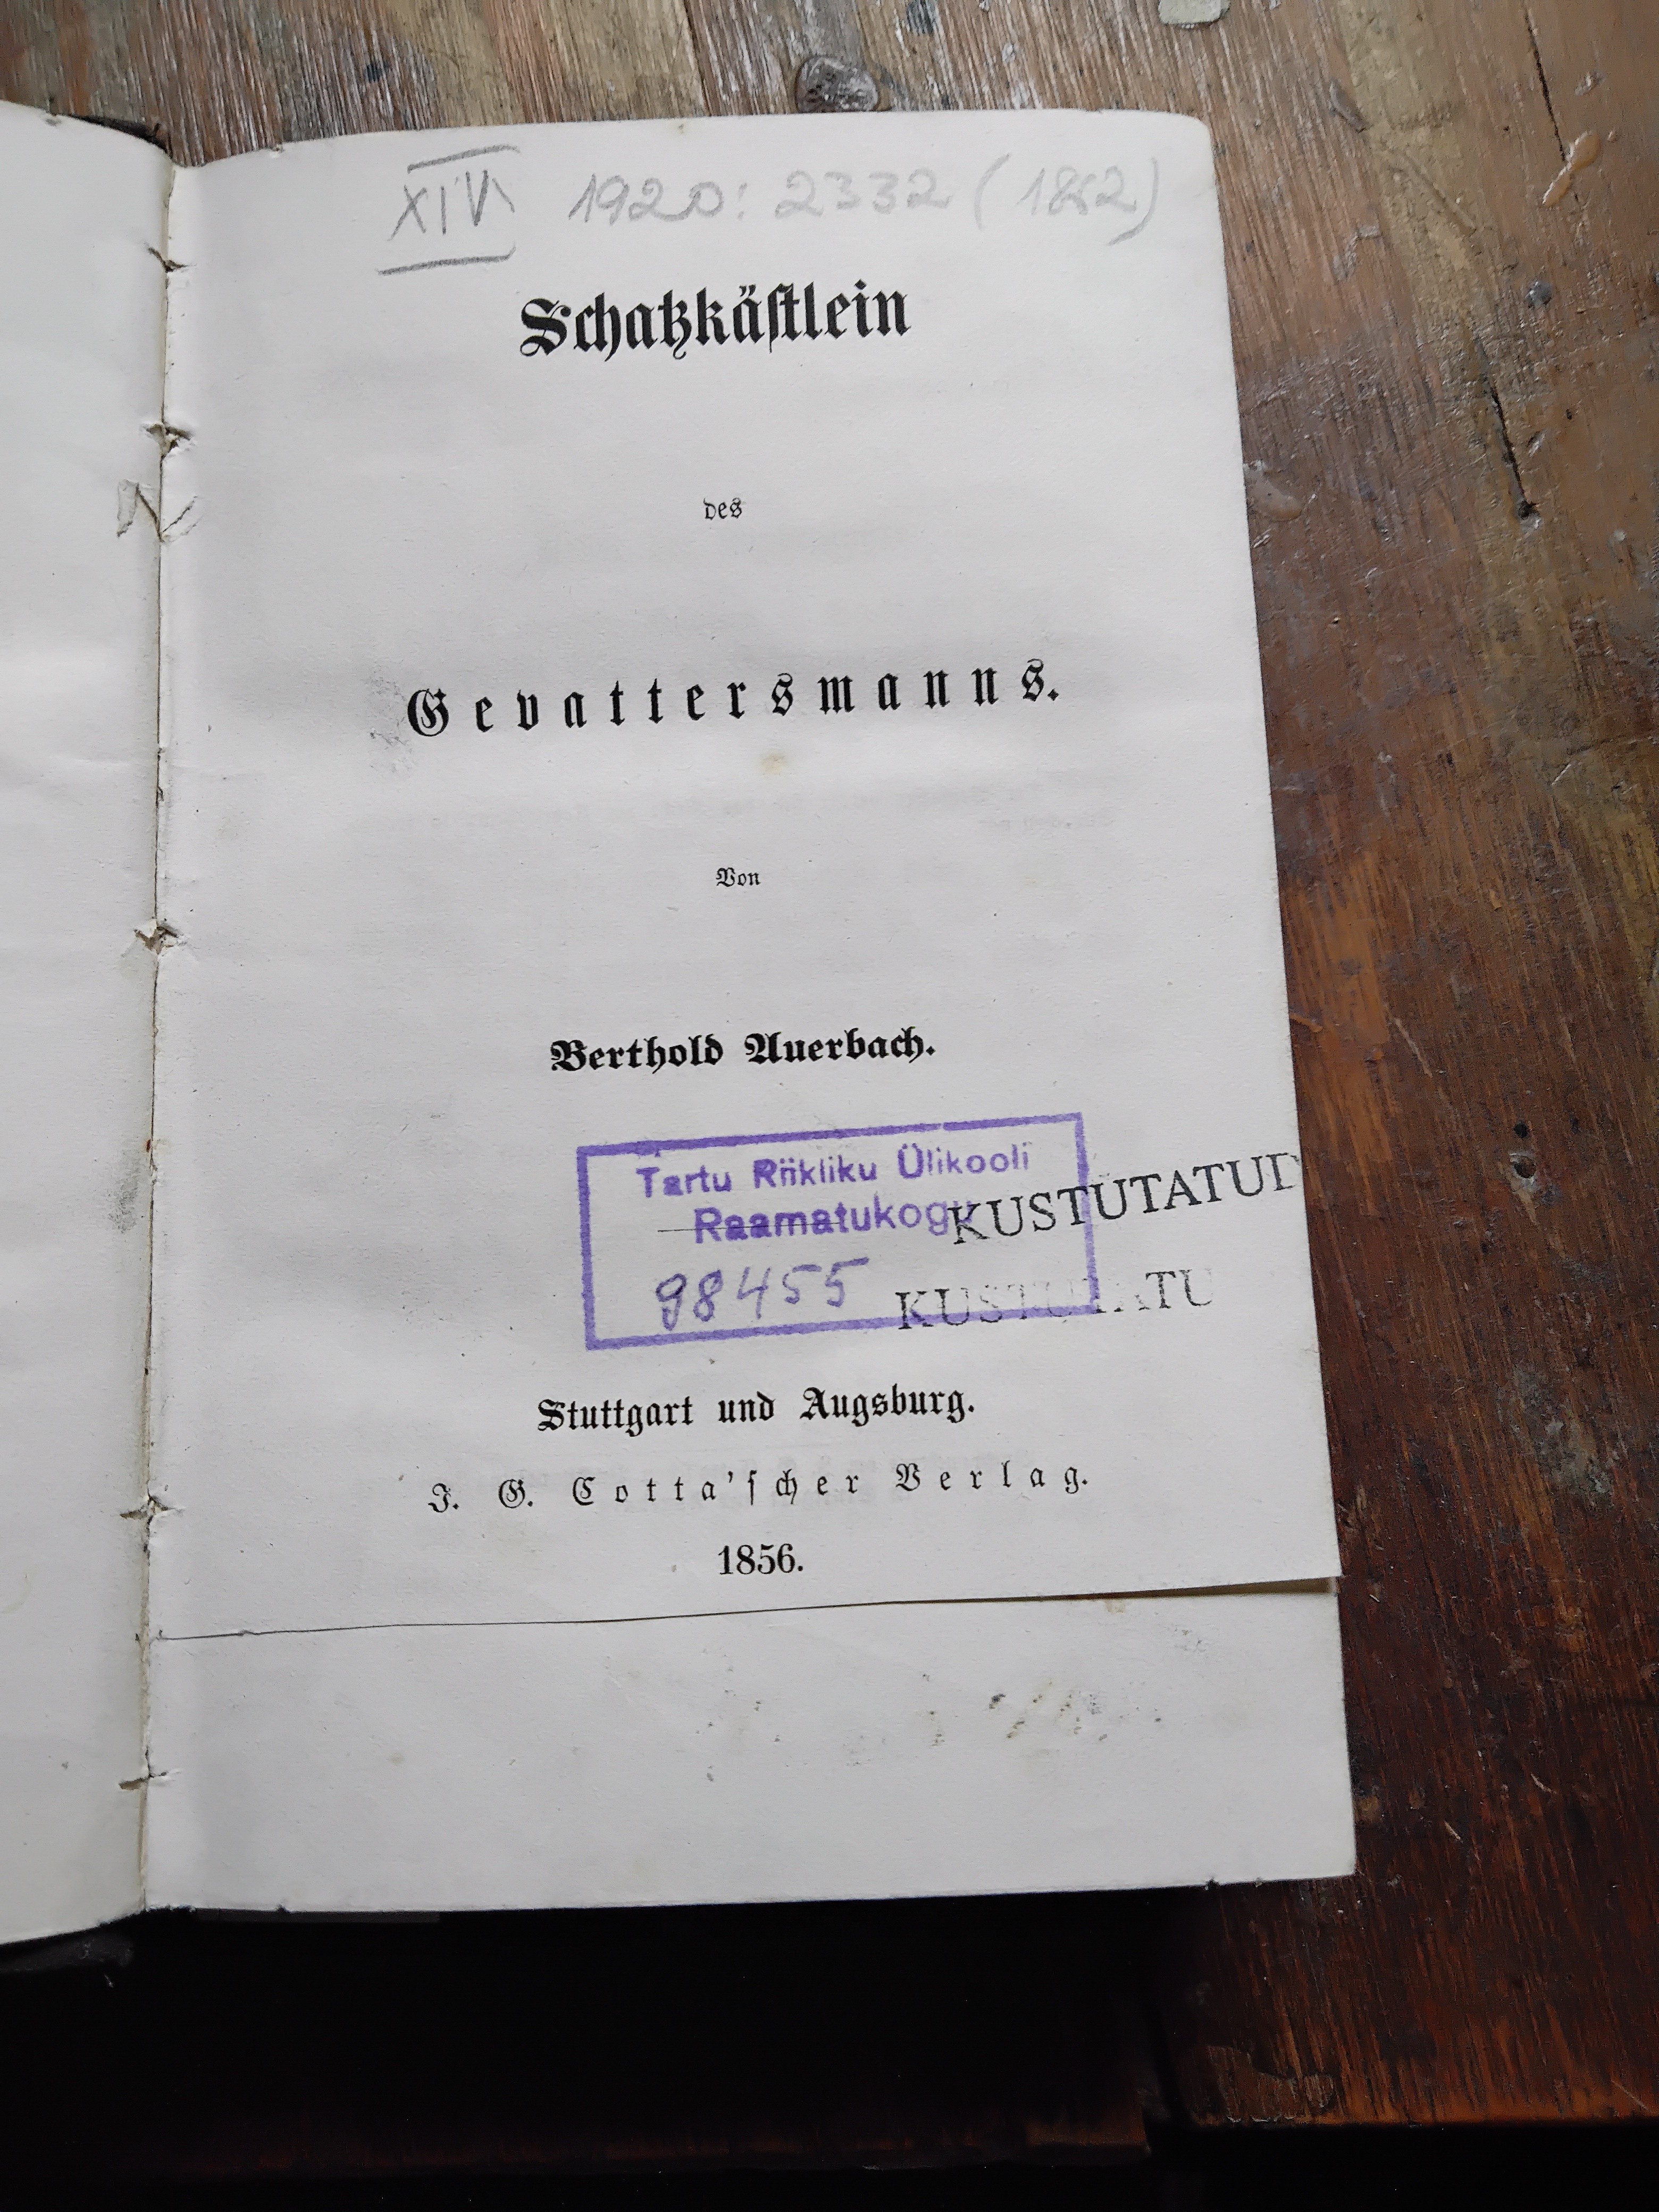 XIV 1920: 2332 (1862)
Schatzkäſtlein
des
Gevattersmanns.
Von
Berthold Auerbach.
Tartu Riikliku Ülikooli
Raamatukogu
KUSTUTATUD
98455
KUSTUTATU
Stuttgart und Augsburg.
J. G. Cotta'ſcher Verlag.
1856.